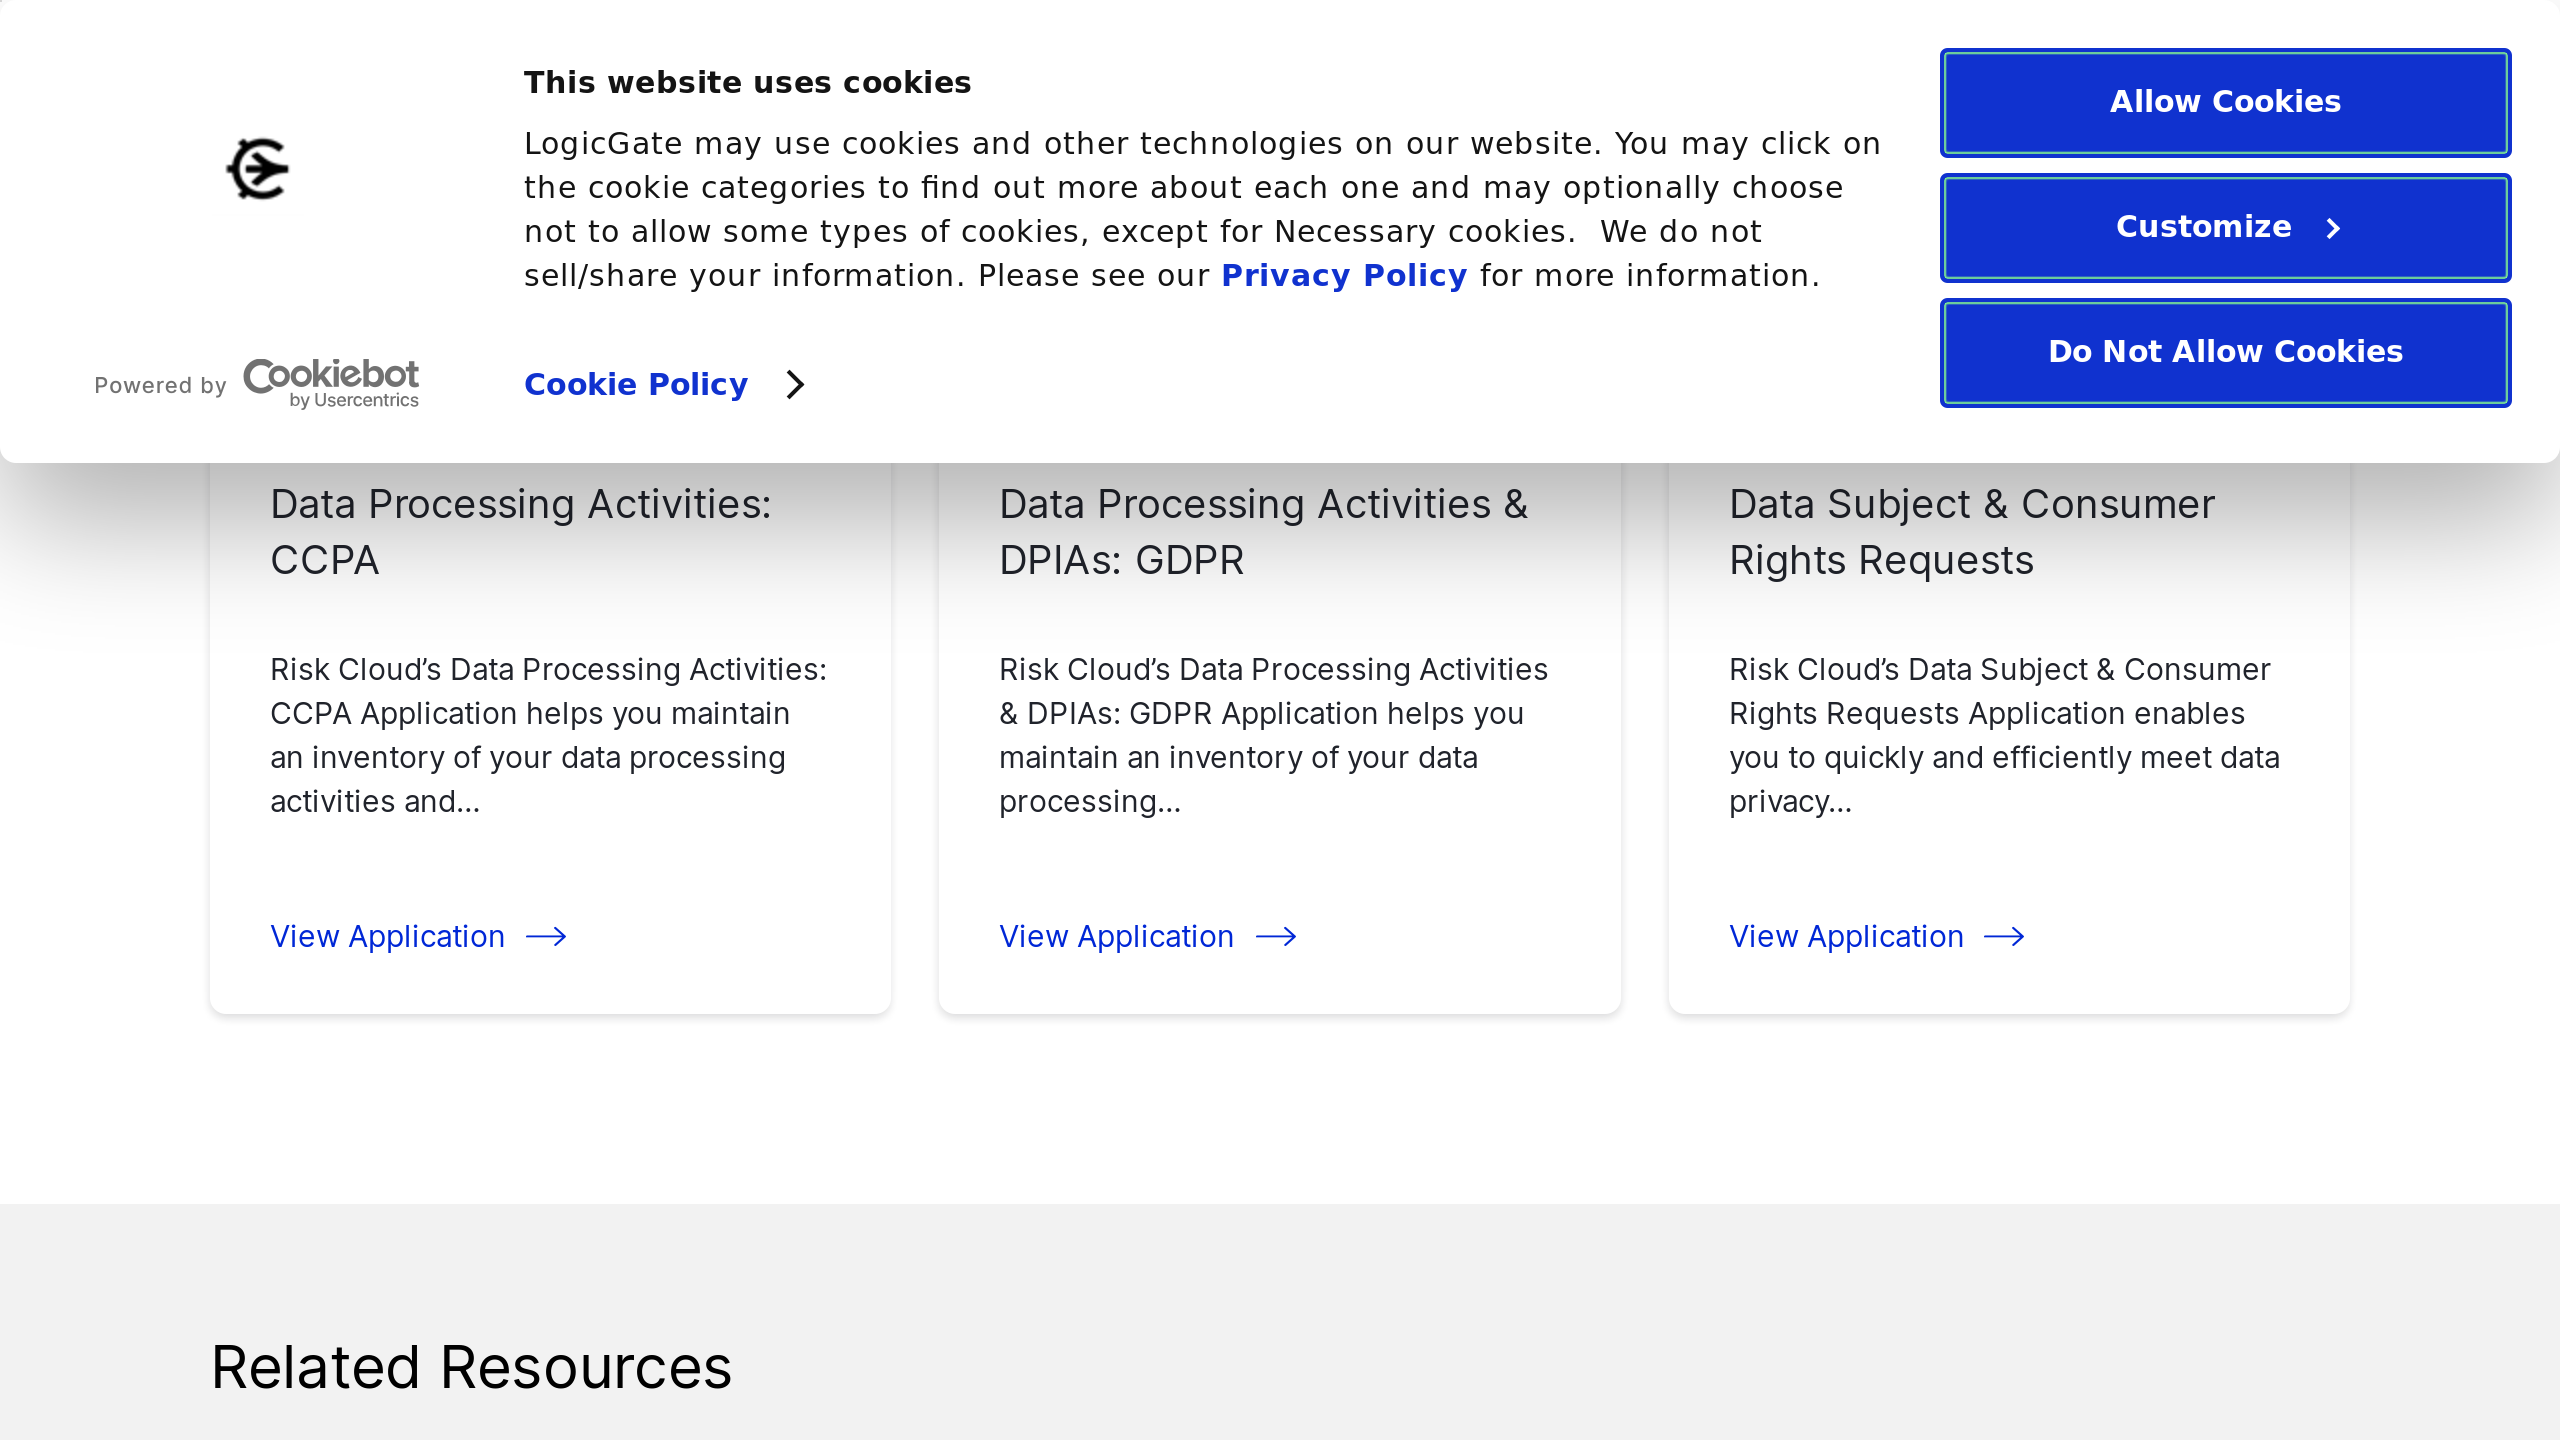 This website uses cookies
LogicGate may use cookies and other technologies on our website. You may click on
the cookie categories to find out more about each one and may optionally choose
not to allow some types of cookies, except for Necessary cookies.  We do not
sell/share your information. Please see our Privacy Policy for more information.
Powered by Cookiebot
by Usercentrics
Cookie Policy
Allow Cookies
Customize
Do Not Allow Cookies
Data Processing Activities:
CCPA
Risk Cloud’s Data Processing Activities:
CCPA Application helps you maintain
an inventory of your data processing
activities and...
View Application
Data Processing Activities &
DPIAs: GDPR
Risk Cloud’s Data Processing Activities
& DPIAs: GDPR Application helps you
maintain an inventory of your data
processing...
View Application
Data Subject & Consumer
Rights Requests
Risk Cloud’s Data Subject & Consumer
Rights Requests Application enables
you to quickly and efficiently meet data
privacy...
View Application
Related Resources